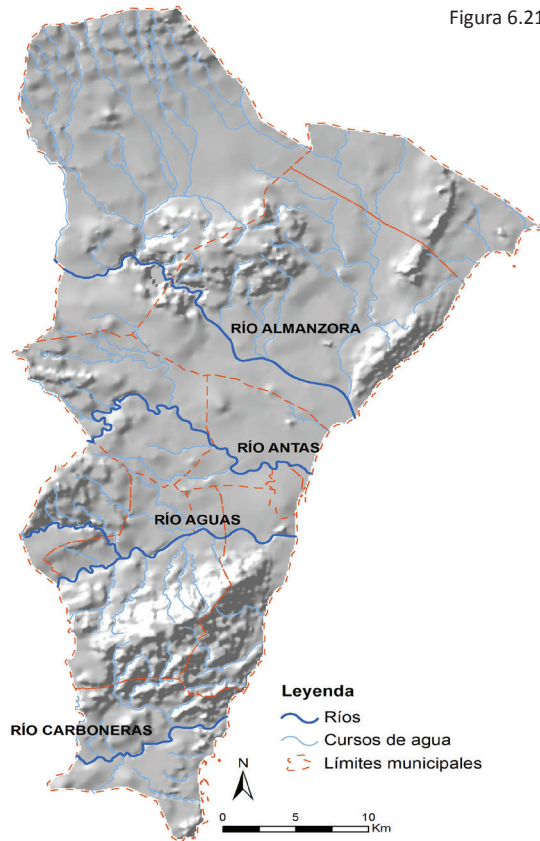 Figura 6.21
RÍO ALMANZORA
RÍO ANTAS
RÍO AGUAS
RÍO CARBONERAS
Leyenda
Ríos
Cursos de agua
Límites municipales
N
0 5 10
Km